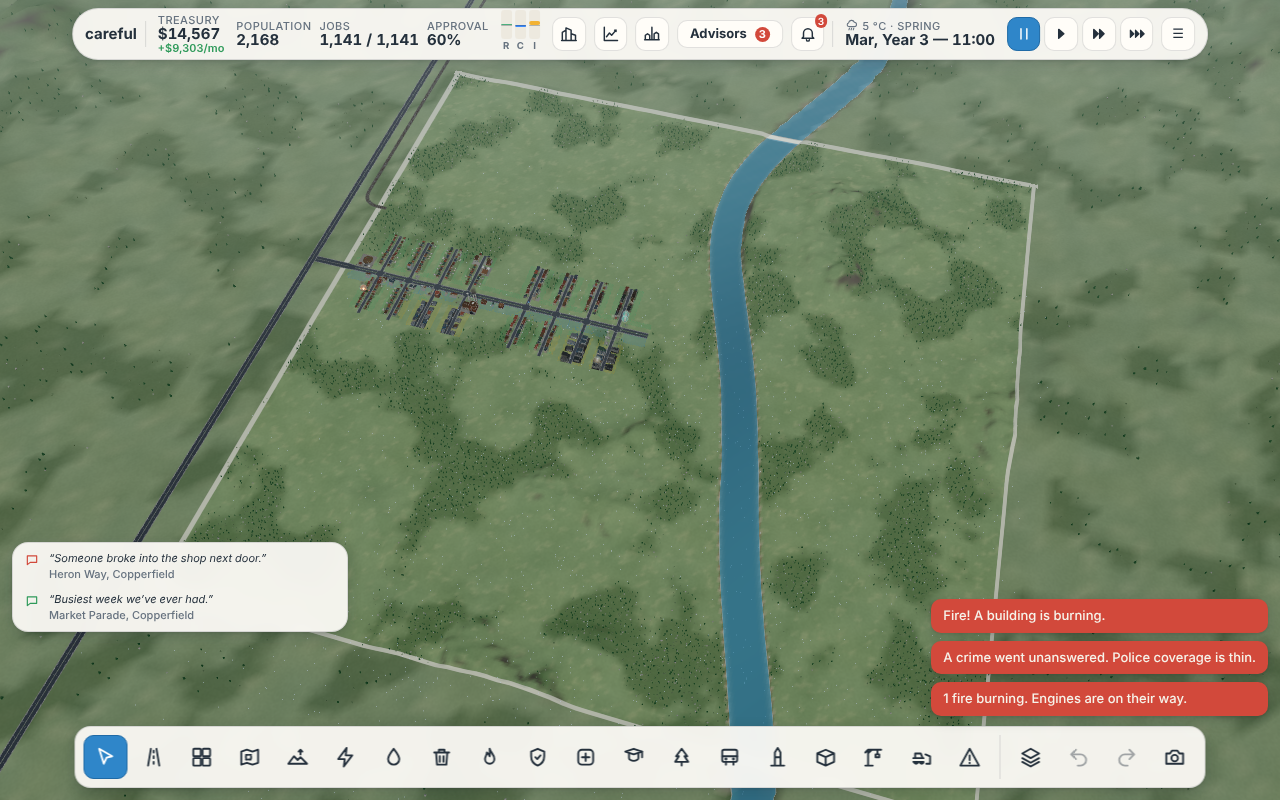 careful
TREASURY
$14,567
+$9,303/mo
POPULATION
2,168
JOBS
1,141 / 1,141
APPROVAL
60%
R C I
Advisors 3
3
5 °C · SPRING
Mar, Year 3 — 11:00
“Someone broke into the shop next door.”
Heron Way, Copperfield
“Busiest week we’ve ever had.”
Market Parade, Copperfield
Fire! A building is burning.
A crime went unanswered. Police coverage is thin.
1 fire burning. Engines are on their way.